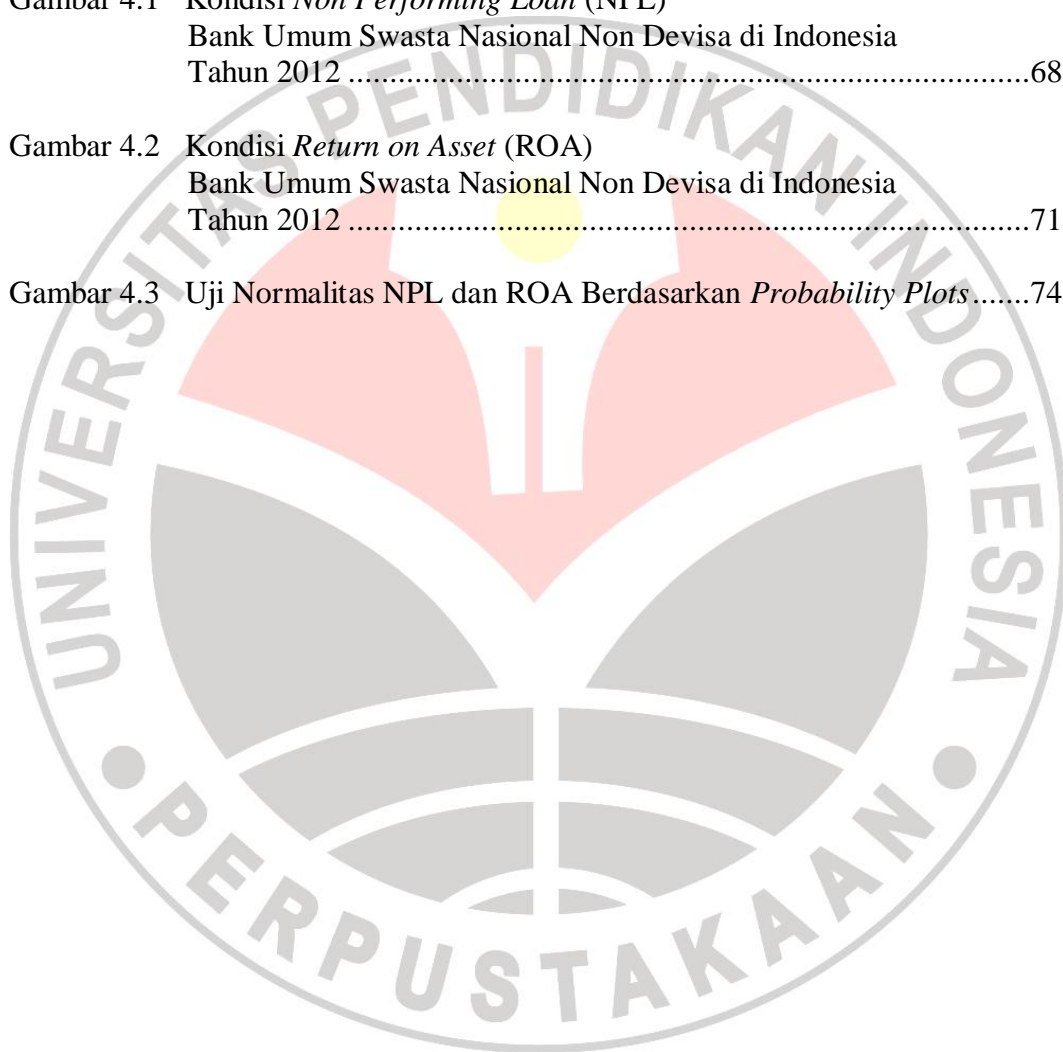 Gambar 4.1 Kondisi Non Performing Loan (NPL)
Bank Umum Swasta Nasional Non Devisa di Indonesia
Tahun 2012 ................................................................................68
Gambar 4.2 Kondisi Return on Asset (ROA)
Bank Umum Swasta Nasional Non Devisa di Indonesia
Tahun 2012 ................................................................................71
Gambar 4.3 Uji Normalitas NPL dan ROA Berdasarkan Probability Plots.......74
UNIVERSITAS PENDIDIKAN INDONESIA
PERPUSTAKAAN